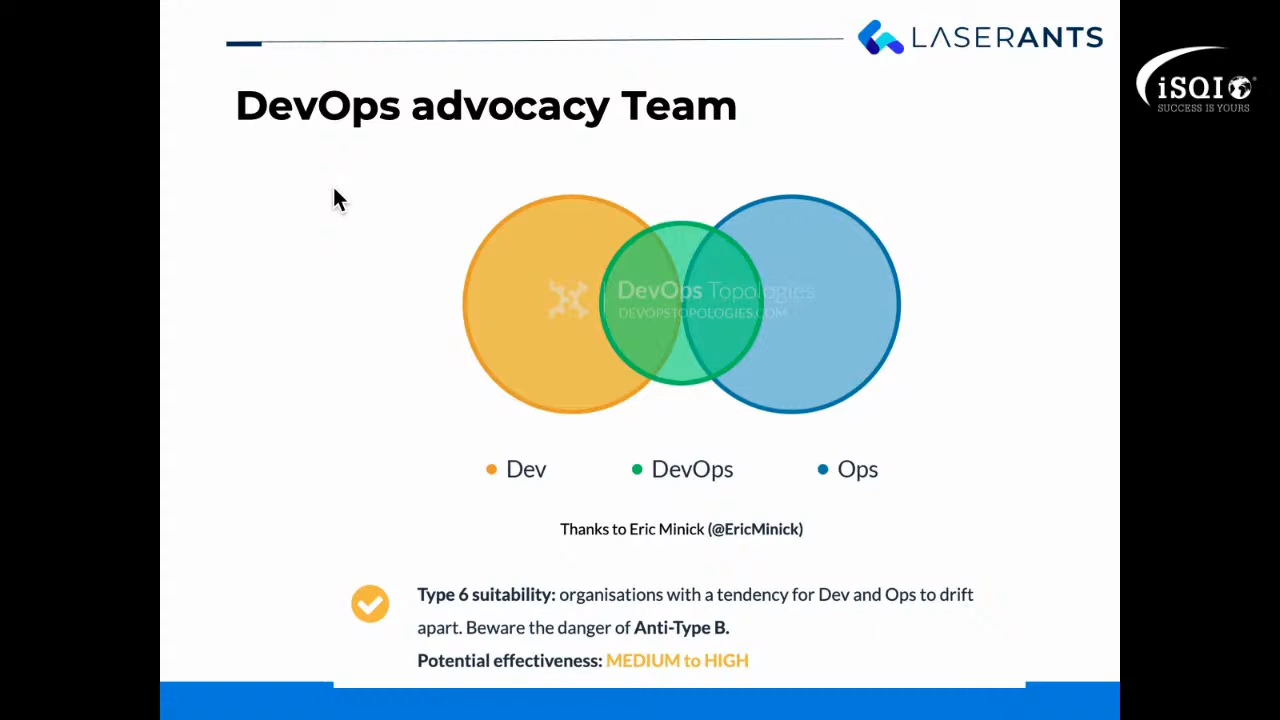 LASERANTS
iSQI
SUCCESS IS YOURS
DevOps advocacy Team
DevOps Topologies
DEVOPSTOPOLOGIES.COM
Dev
DevOps
Ops
Thanks to Eric Minick (@EricMinick)
Type 6 suitability: organisations with a tendency for Dev and Ops to drift
apart. Beware the danger of Anti-Type B.
Potential effectiveness: MEDIUM to HIGH